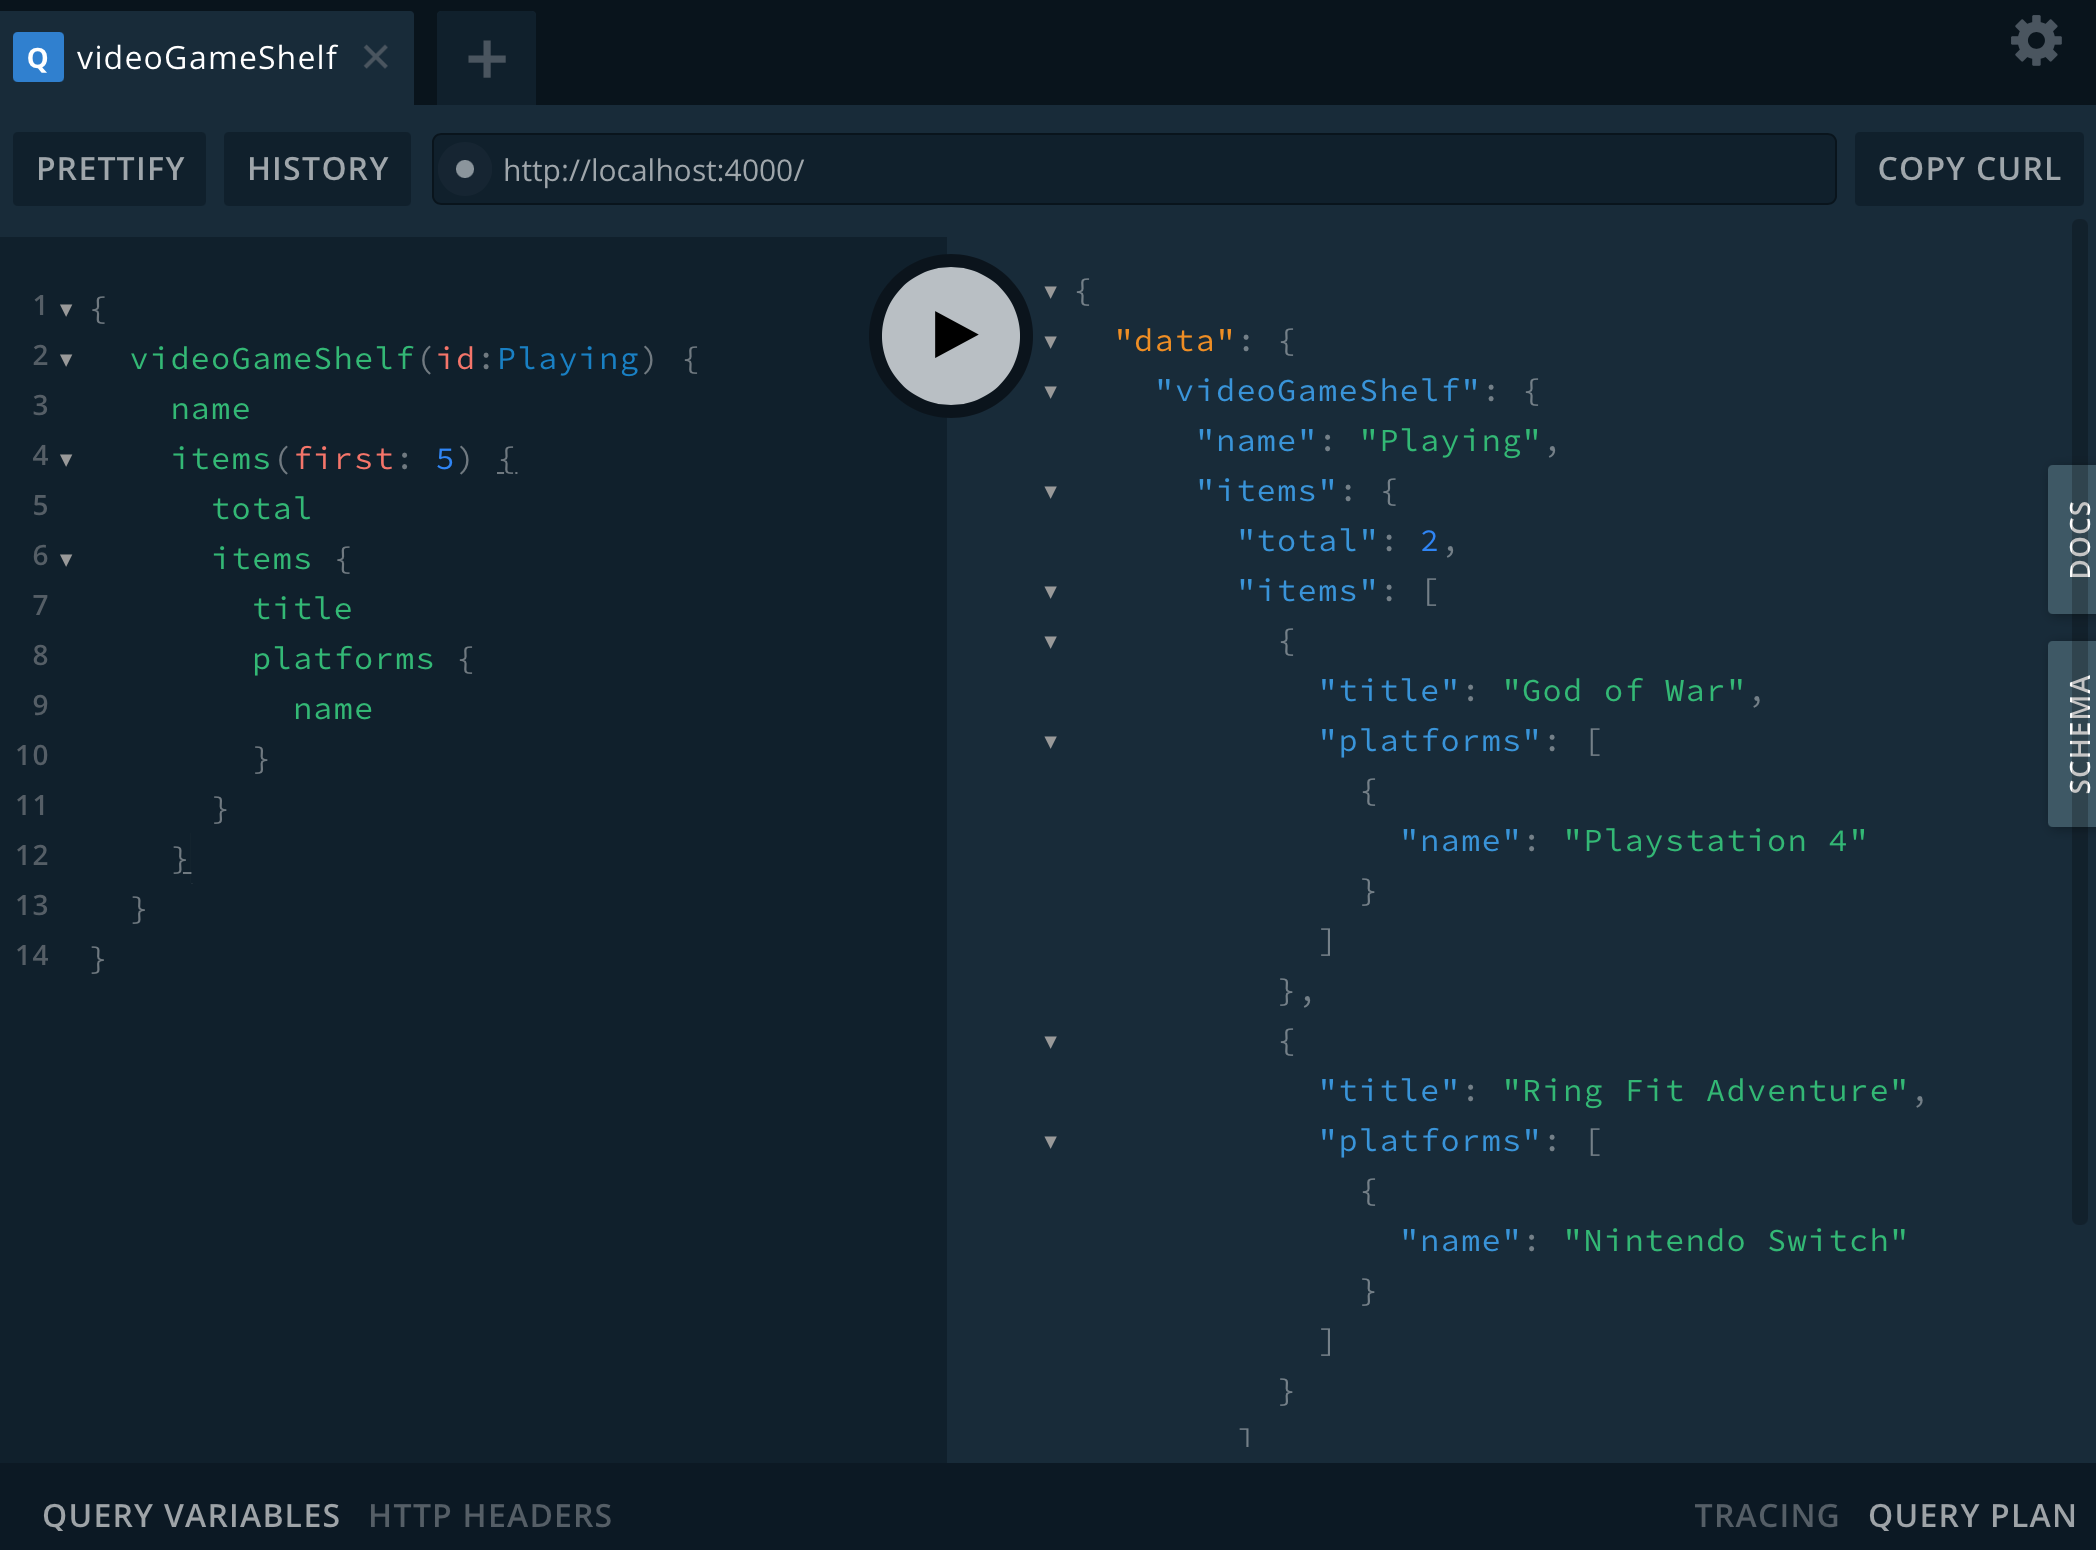 Q videoGameShelf
PRETTIFY HISTORY http://localhost:4000/ COPY CURL
1 {
2 videoGameShelf(id:Playing) {
3 name
4 items(first: 5) {
5 total
6 items {
7 title
8 platforms {
9 name
10 }
11 }
12 }
13 }
14 }
{
"data": {
"videoGameShelf": {
"name": "Playing",
"items": {
"total": 2,
"items": [
{
"title": "God of War",
"platforms": [
{
"name": "Playstation 4"
}
]
},
{
"title": "Ring Fit Adventure",
"platforms": [
{
"name": "Nintendo Switch"
}
]
}
]
DOCS
SCHEMA
QUERY VARIABLES HTTP HEADERS TRACING QUERY PLAN